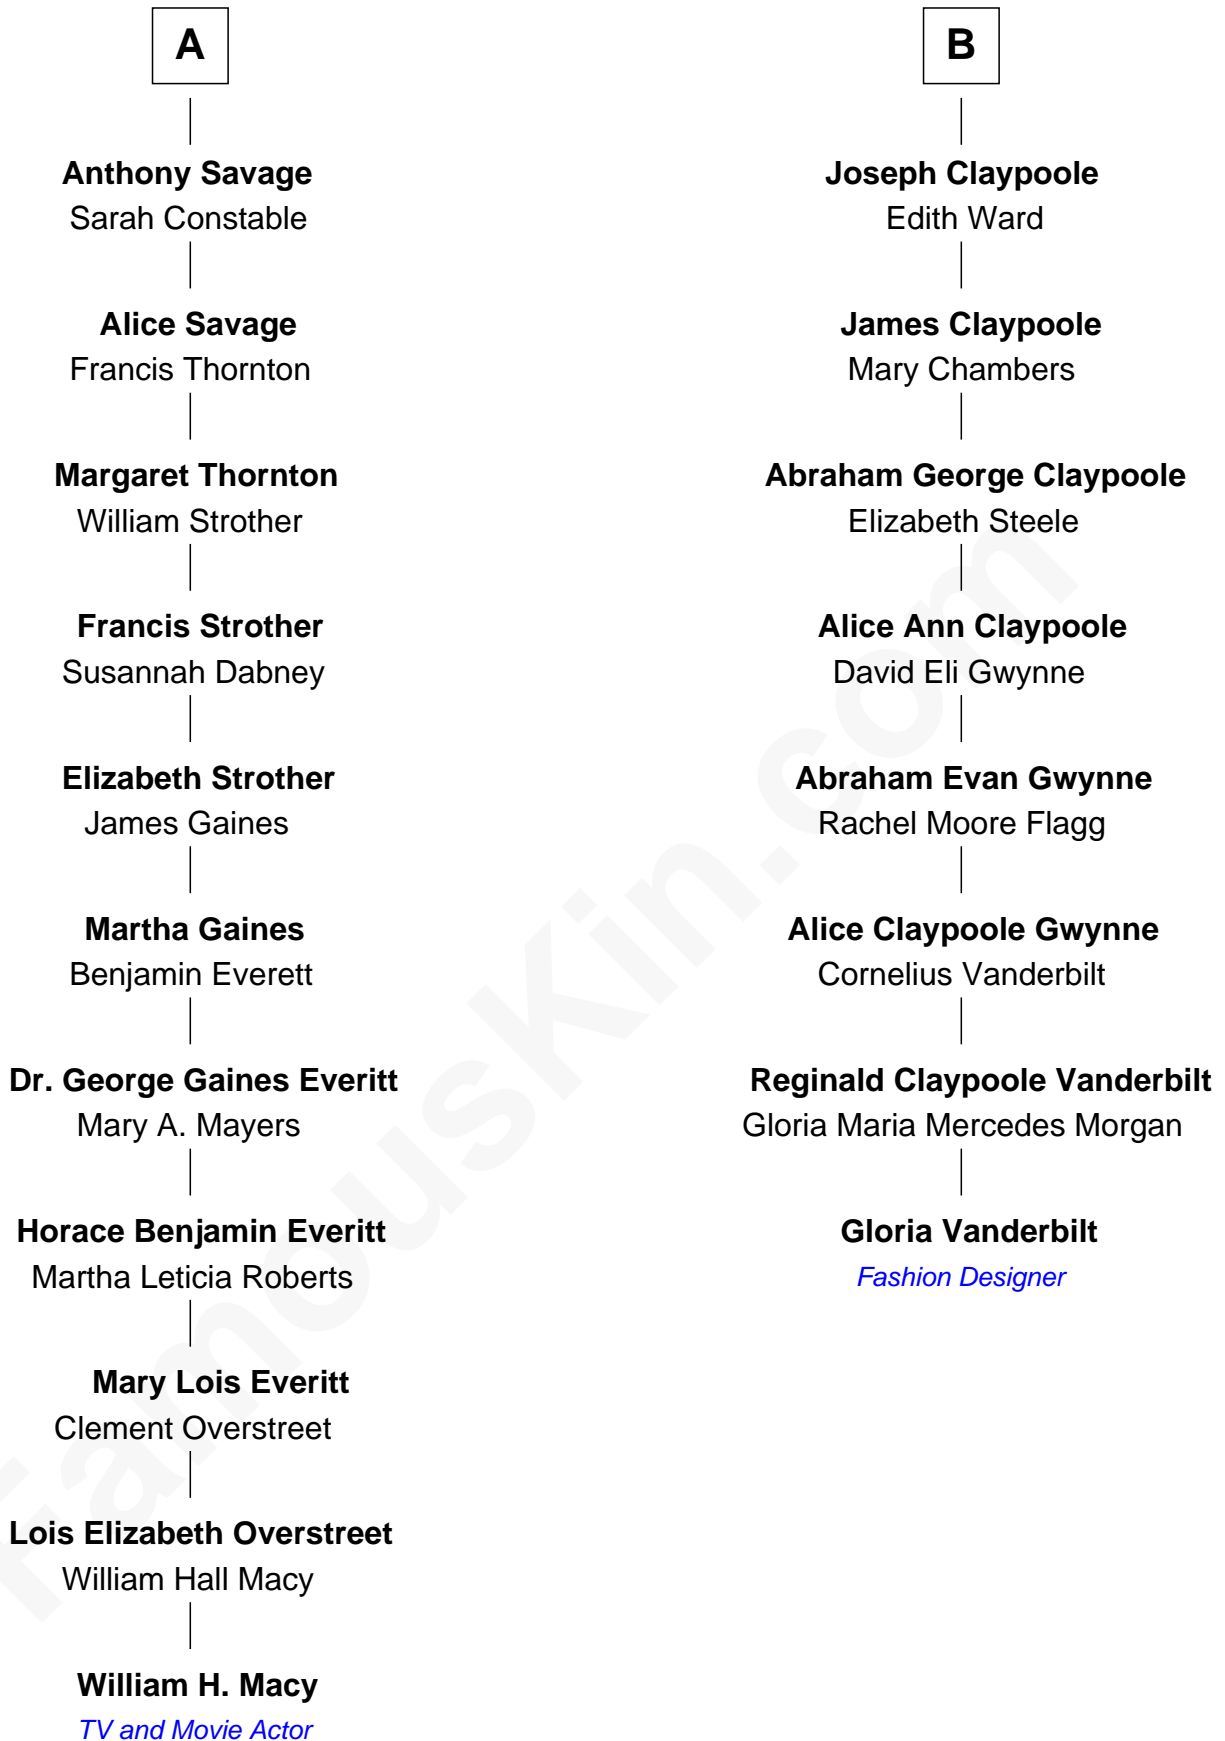 A
Anthony Savage
Sarah Constable
Alice Savage
Francis Thornton
Margaret Thornton
William Strother
Francis Strother
Susannah Dabney
Elizabeth Strother
James Gaines
Martha Gaines
Benjamin Everett
Dr. George Gaines Everitt
Mary A. Mayers
Horace Benjamin Everitt
Martha Leticia Roberts
Mary Lois Everitt
Clement Overstreet
Lois Elizabeth Overstreet
William Hall Macy
William H. Macy
TV and Movie Actor
B
Joseph Claypoole
Edith Ward
James Claypoole
Mary Chambers
Abraham George Claypoole
Elizabeth Steele
Alice Ann Claypoole
David Eli Gwynne
Abraham Evan Gwynne
Rachel Moore Flagg
Alice Claypoole Gwynne
Cornelius Vanderbilt
Reginald Claypoole Vanderbilt
Gloria Maria Mercedes Morgan
Gloria Vanderbilt
Fashion Designer
FamousKin.com